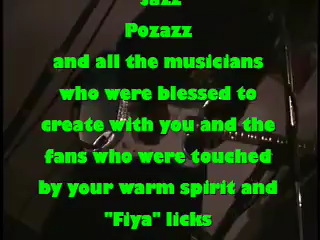 Jazz
Pozazz
and all the musicians
who were blessed to
create with you and the
fans who were touched
by your warm spirit and
"Fiya" licks